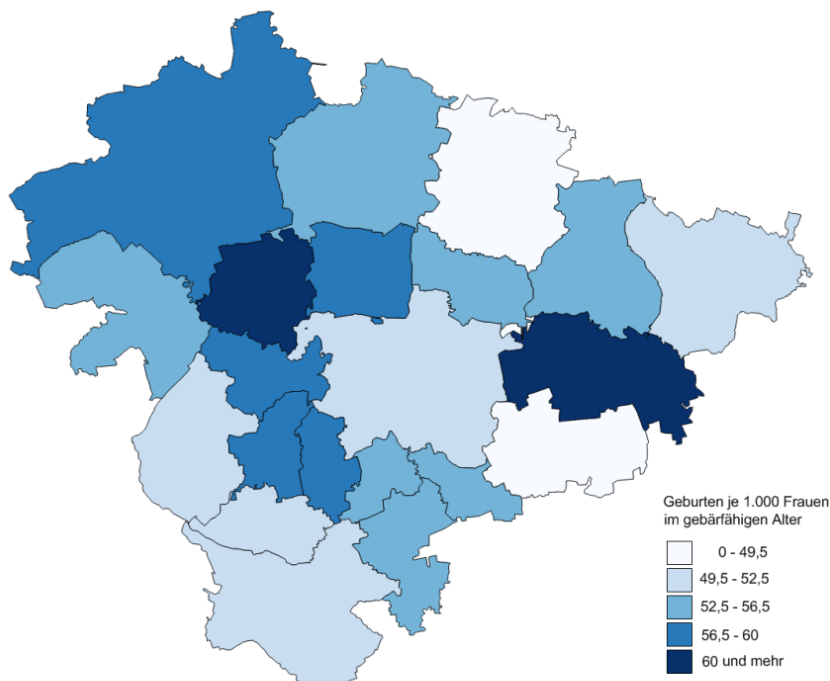 Geburten je 1.000 Frauen
im gebärfähigen Alter
0 - 49,5
49,5 - 52,5
52,5 - 56,5
56,5 - 60
60 und mehr